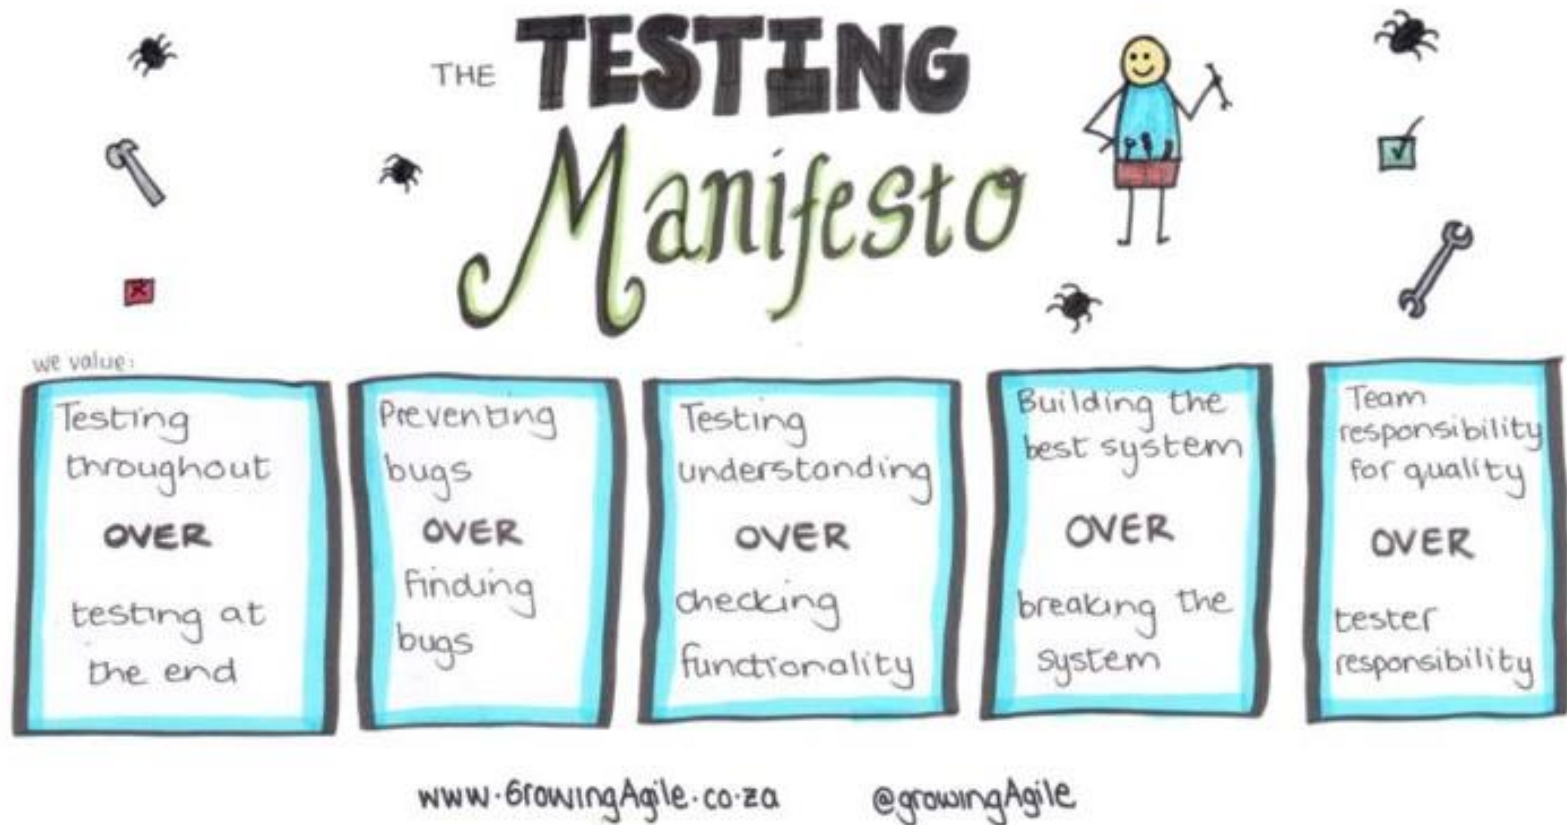 THE TESTING
Manifesto
we value:
Testing
throughout
OVER
testing at
the end
Preventing
bugs
OVER
finding
bugs
Testing
understanding
OVER
checking
functionality
Building the
best system
OVER
breaking the
system
Team
responsibility
for quality
OVER
tester
responsibility
www.GrowingAgile.co.za @growingAgile